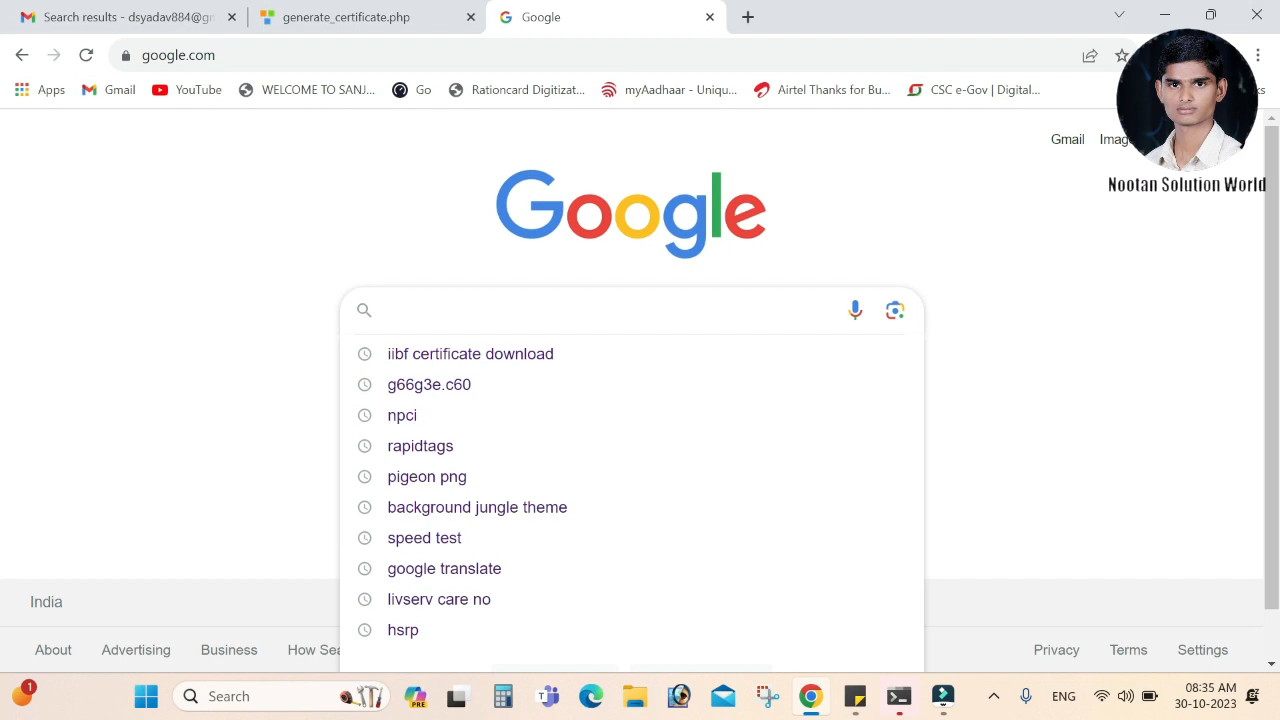 Search results - dsyadav884@gm
generate_certificate.php
Google
google.com
Apps
Gmail
YouTube
WELCOME TO SANJ...
Go
Rationcard Digitizat...
myAadhaar - Uniqu...
Airtel Thanks for Bu...
CSC e-Gov | Digital...
Gmail
Nootan Solution World
Google
iibf certificate download
g66g3e.c60
npci
rapidtags
pigeon png
background jungle theme
speed test
google translate
livserv care no
hsrp
India
About
Advertising
Business
How Sea
Privacy
Terms
Settings
1
Search
PRE
ENG
08:35 AM
30-10-2023